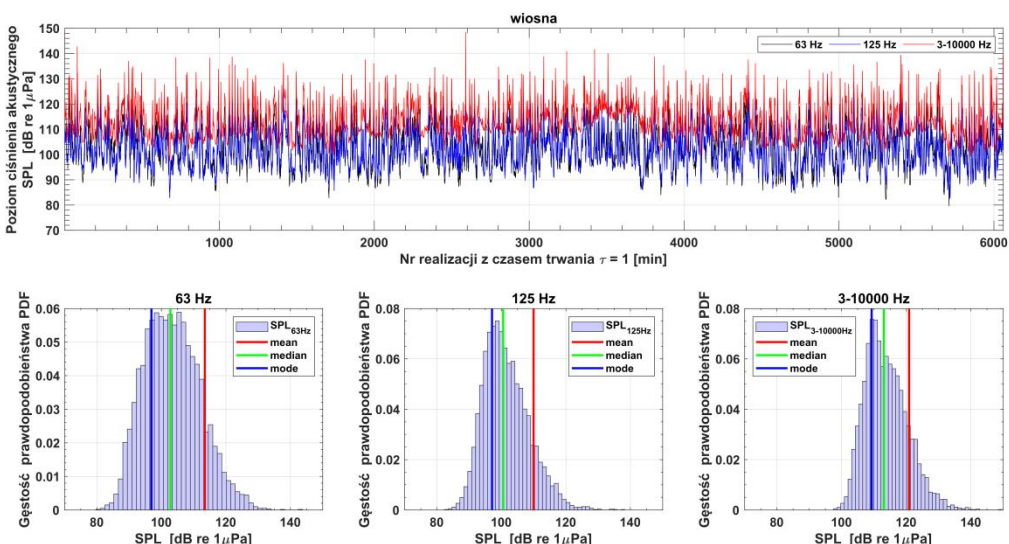 wiosna
Poziom ciśnienia akustycznego
SPL [dB re 1μPa]
150
140
130
120
110
100
90
80
70
63 Hz 125 Hz 3-10000 Hz
1000 2000 3000 4000 5000 6000
Nr realizacji z czasem trwania τ = 1 [min]
63 Hz
Gęstość prawdopodobieństwa PDF
0.06
0.05
0.04
0.03
0.02
0.01
0
SPL63Hz
mean
median
mode
80 100 120 140
SPL [dB re 1μPa]
125 Hz
Gęstość prawdopodobieństwa PDF
0.08
0.06
0.04
0.02
0
SPL125Hz
mean
median
mode
80 100 120 140
SPL [dB re 1μPa]
3-10000 Hz
Gęstość prawdopodobieństwa PDF
0.08
0.06
0.04
0.02
0
SPL3-10000Hz
mean
median
mode
80 100 120 140
SPL [dB re 1μPa]